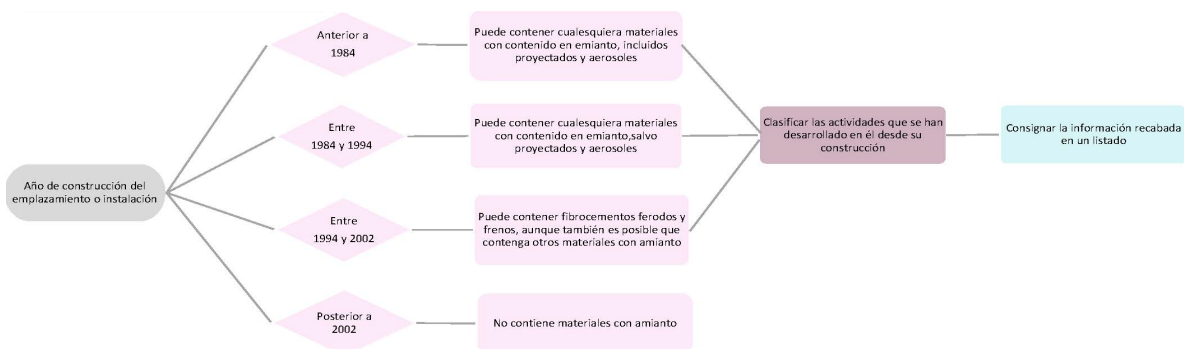 Año de construcción del
emplazamiento o instalación
Anterior a
1984
Puede contener cualesquiera materiales
con contenido en emianto, incluidos
proyectados y aerosoles
Entre
1984 y 1994
Puede contener cualesquiera materiales
con contenido en emianto,salvo
proyectados y aerosoles
Entre
1994 y 2002
Puede contener fibrocementos ferodos y
frenos, aunque también es posible que
contenga otros materiales con amianto
Posterior a
2002
No contiene materiales con amianto
Clasificar las actividades que se han
desarrollado en él desde su
construcción
Consignar la información recabada
en un listado